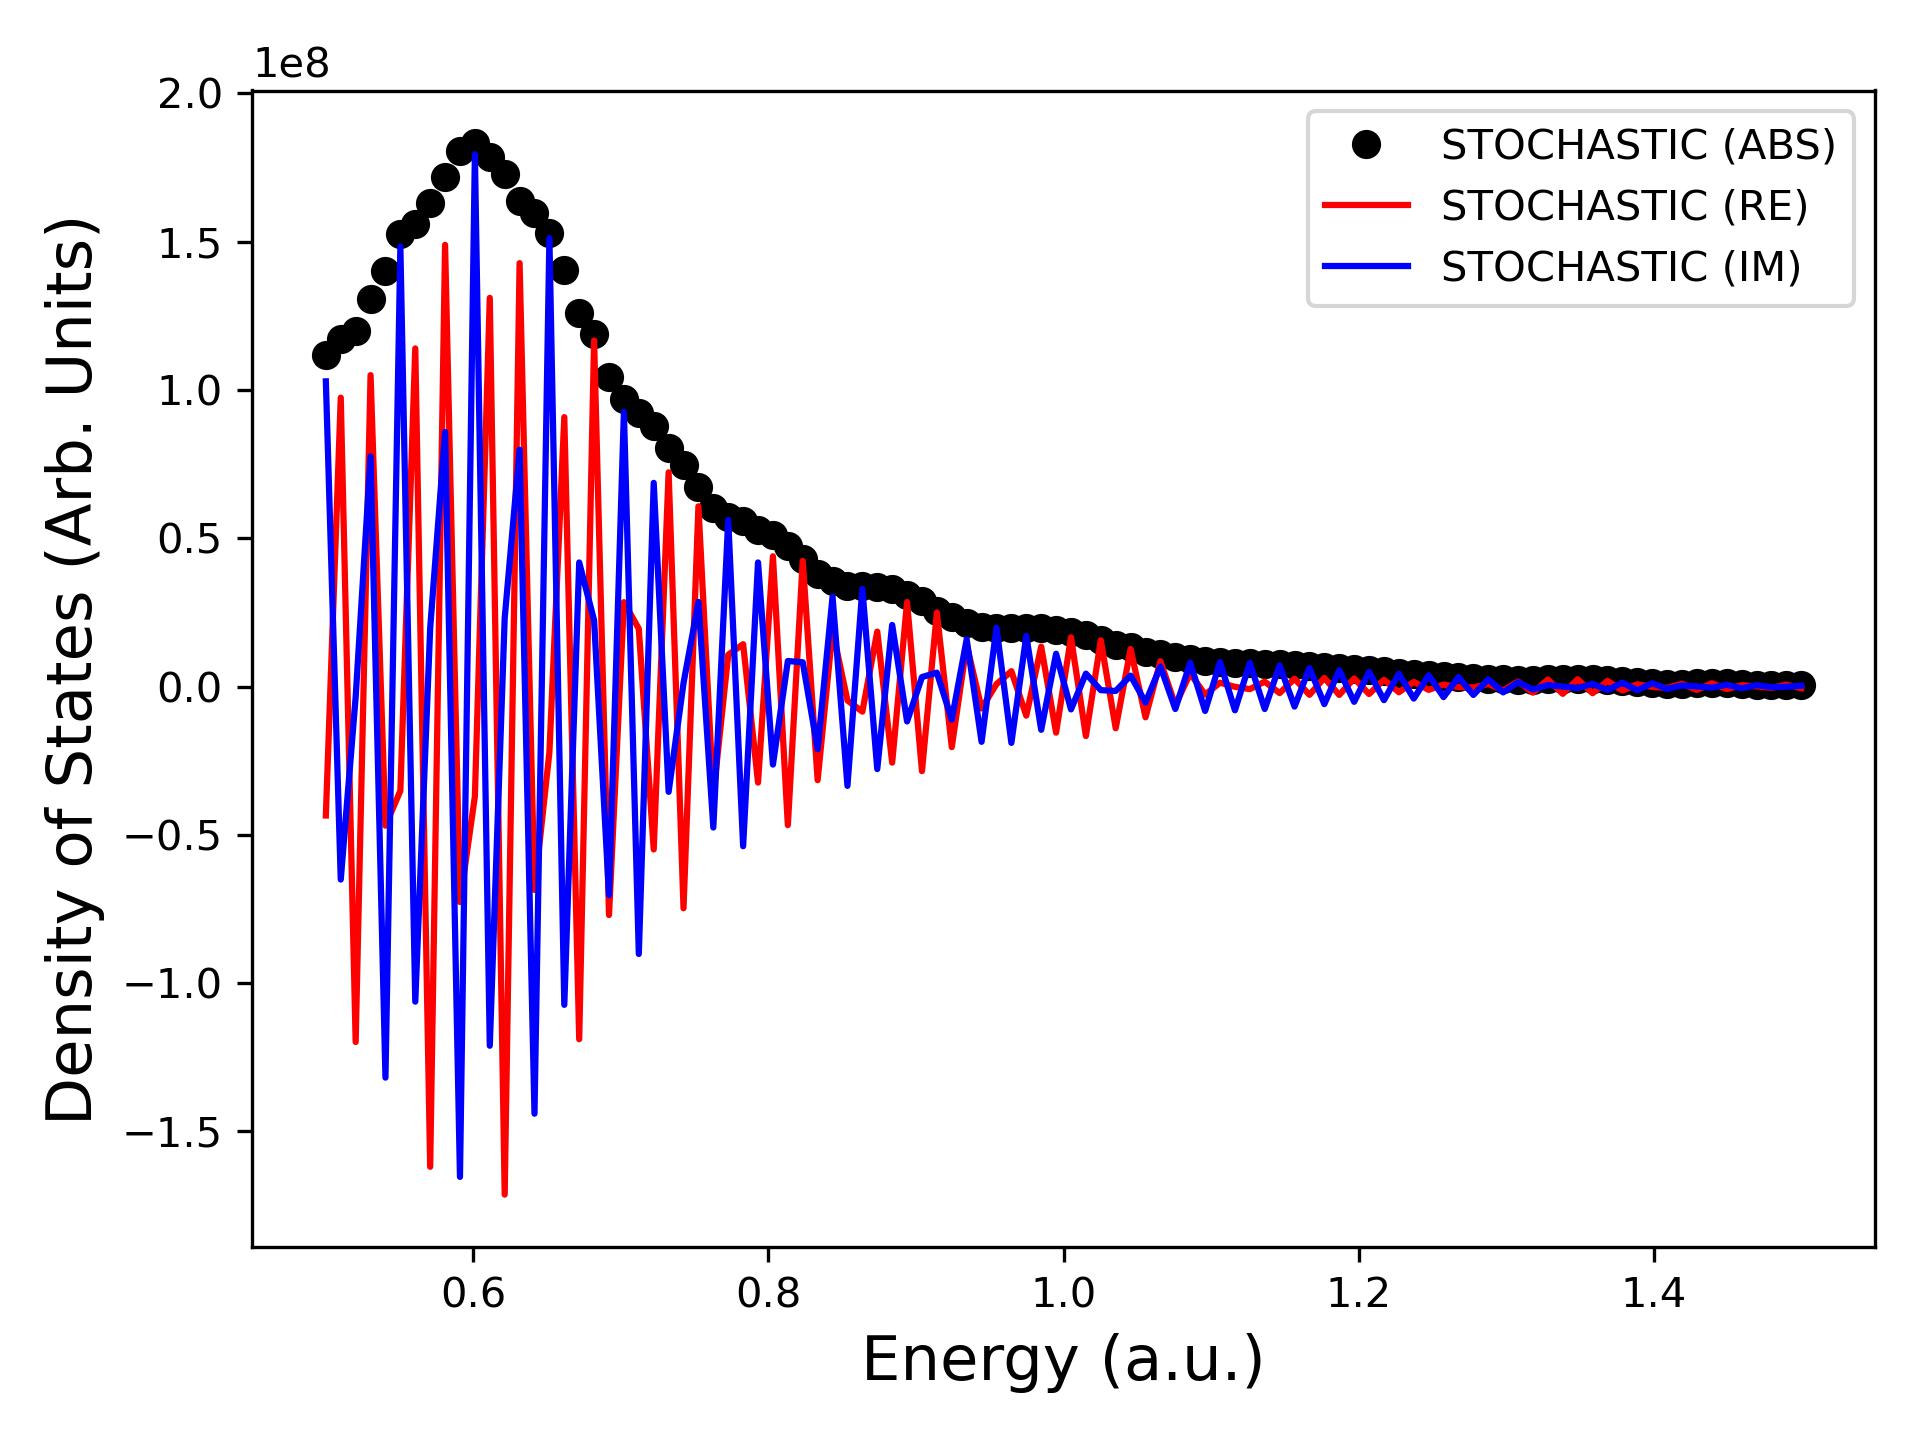 1e8
2.0
1.5
1.0
0.5
0.0
−0.5
−1.0
−1.5
Density of States (Arb. Units)
STOCHASTIC (ABS)
STOCHASTIC (RE)
STOCHASTIC (IM)
0.6 0.8 1.0 1.2 1.4
Energy (a.u.)